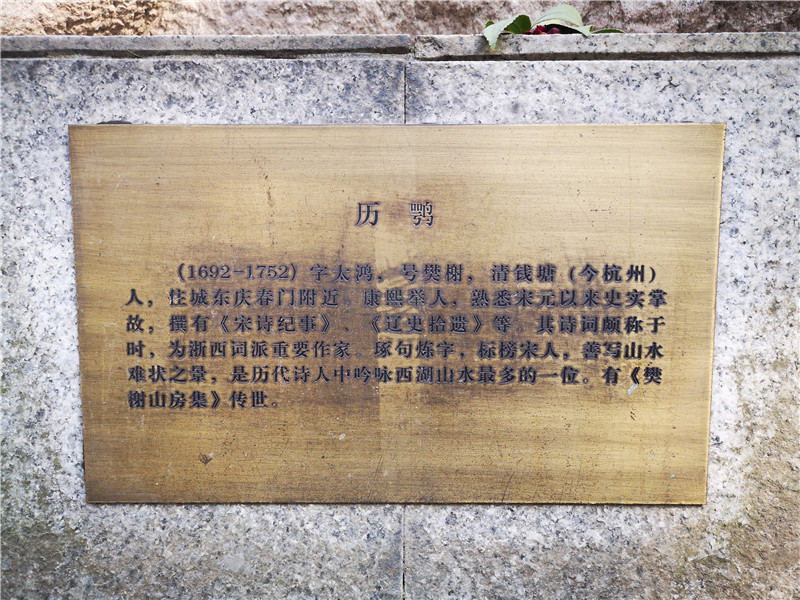 历 鹗
（1692-1752）字太鸿，号樊榭，清钱塘（今杭州）
人，住城东庆春门附近。康熙举人，熟悉宋元以来史实掌
故，撰有《宋诗纪事》、《辽史拾遗》等。其诗词颇称于
时，为浙西词派重要作家。琢句炼字，标榜宋人，善写山水
难状之景，是历代诗人中吟咏西湖山水最多的一位。有《樊
榭山房集》传世。